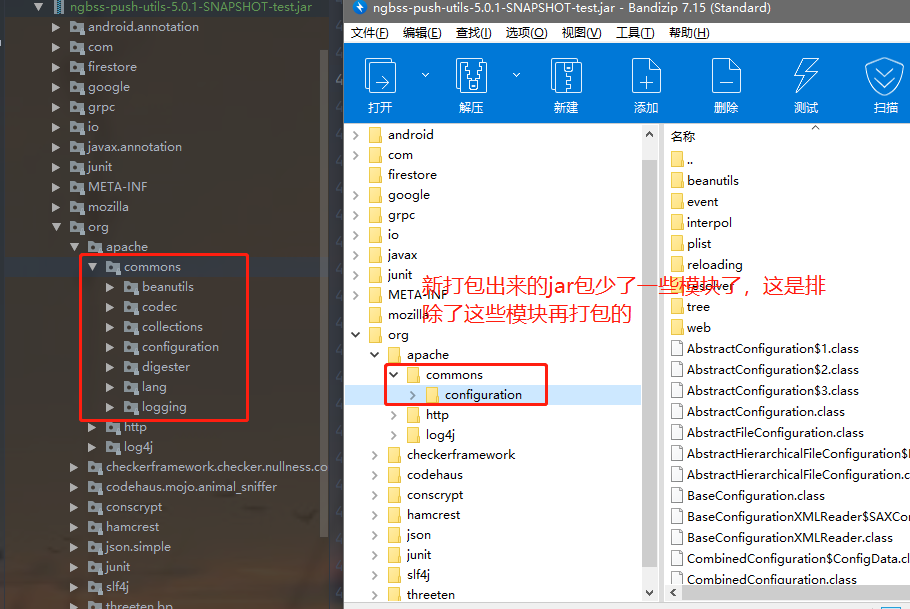 ngbss-push-utils-5.0.1-SNAPSHOT-test.jar
android.annotation
com
firestore
google
grpc
io
javax.annotation
junit
META-INF
mozilla
org
apache
commons
beanutils
codec
collections
configuration
digester
lang
logging
http
log4j
checkerframework.checker.nullness.co
codehaus.mojo.animal_sniffer
conscrypt
hamcrest
json.simple
junit
slf4j
threeten.bp
ngbss-push-utils-5.0.1-SNAPSHOT-test.jar - Bandizip 7.15 (Standard)
文件(F) 编辑(E) 查找(I) 选项(O) 视图(V) 工具(T) 帮助(H)
打开 解压 新建 添加 删除 测试 扫描
android
com
firestore
google
grpc
io
javax
junit
META-INF
mozilla
org
apache
commons
configuration
http
log4j
checkerframework
codehaus
conscrypt
hamcrest
json
junit
slf4j
threeten
新打包出来的jar包少了一些模块了，这是排
除了这些模块再打包的
名称
..
beanutils
event
interpol
plist
reloading
resolver
tree
web
AbstractConfiguration$1.class
AbstractConfiguration$2.class
AbstractConfiguration$3.class
AbstractConfiguration.class
AbstractFileConfiguration.class
AbstractHierarchicalFileConfiguration$
AbstractHierarchicalFileConfiguration.c
BaseConfiguration.class
BaseConfigurationXMLReader$SAXCo
BaseConfigurationXMLReader.class
CombinedConfiguration$ConfigData.cl
CombinedConfiguration.class